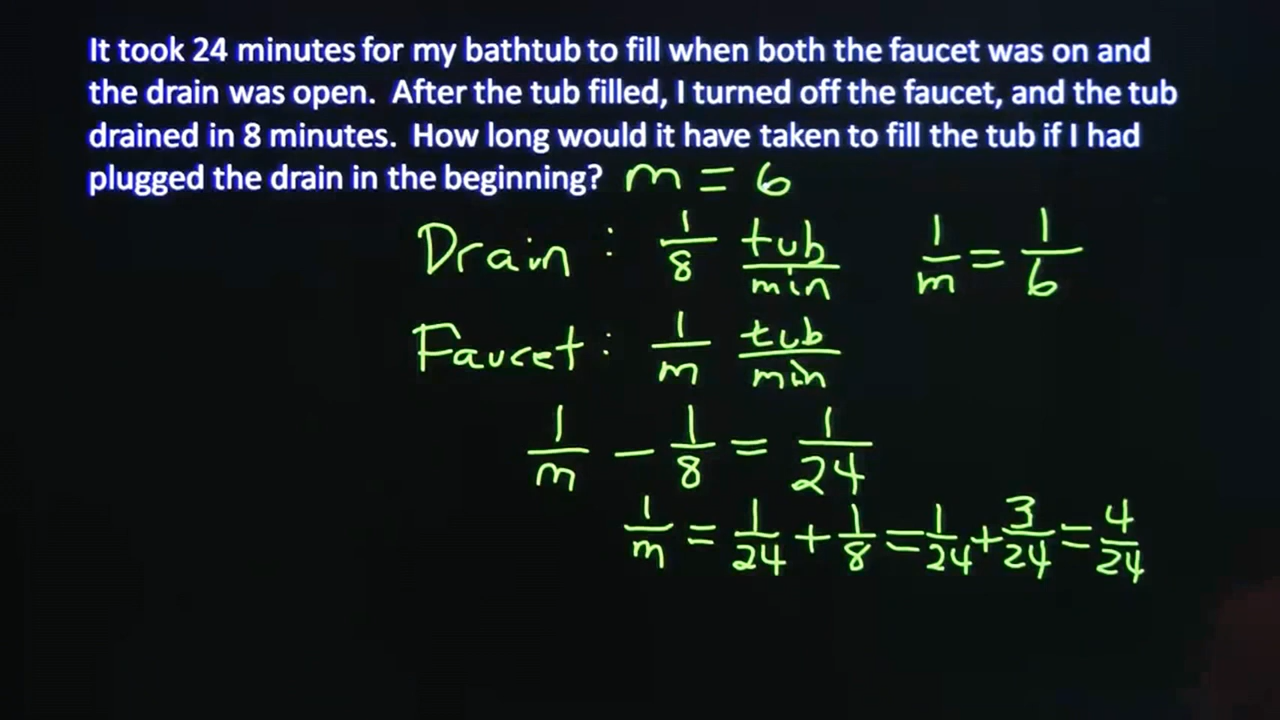 It took 24 minutes for my bathtub to fill when both the faucet was on and
the drain was open.  After the tub filled, I turned off the faucet, and the tub
drained in 8 minutes.  How long would it have taken to fill the tub if I had
plugged the drain in the beginning? m = 6
Drain : 1/8 tub/min 1/m = 1/6
Faucet : 1/m tub/min
1/m - 1/8 = 1/24
1/m = 1/24 + 1/8 = 1/24 + 3/24 = 4/24